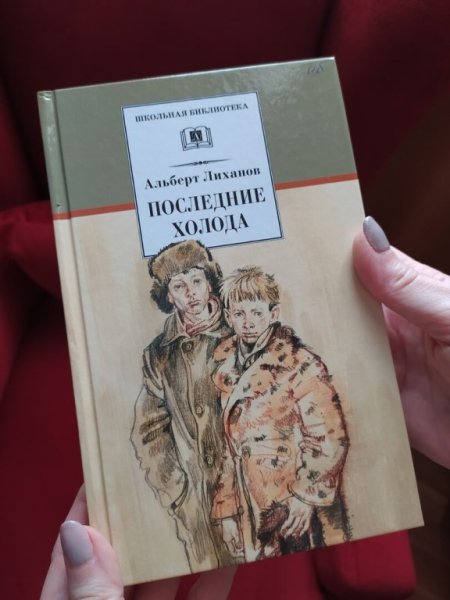 ШКОЛЬНАЯ БИБЛИОТЕКА
Альберт Лиханов
ПОСЛЕДНИЕ
ХОЛОДА